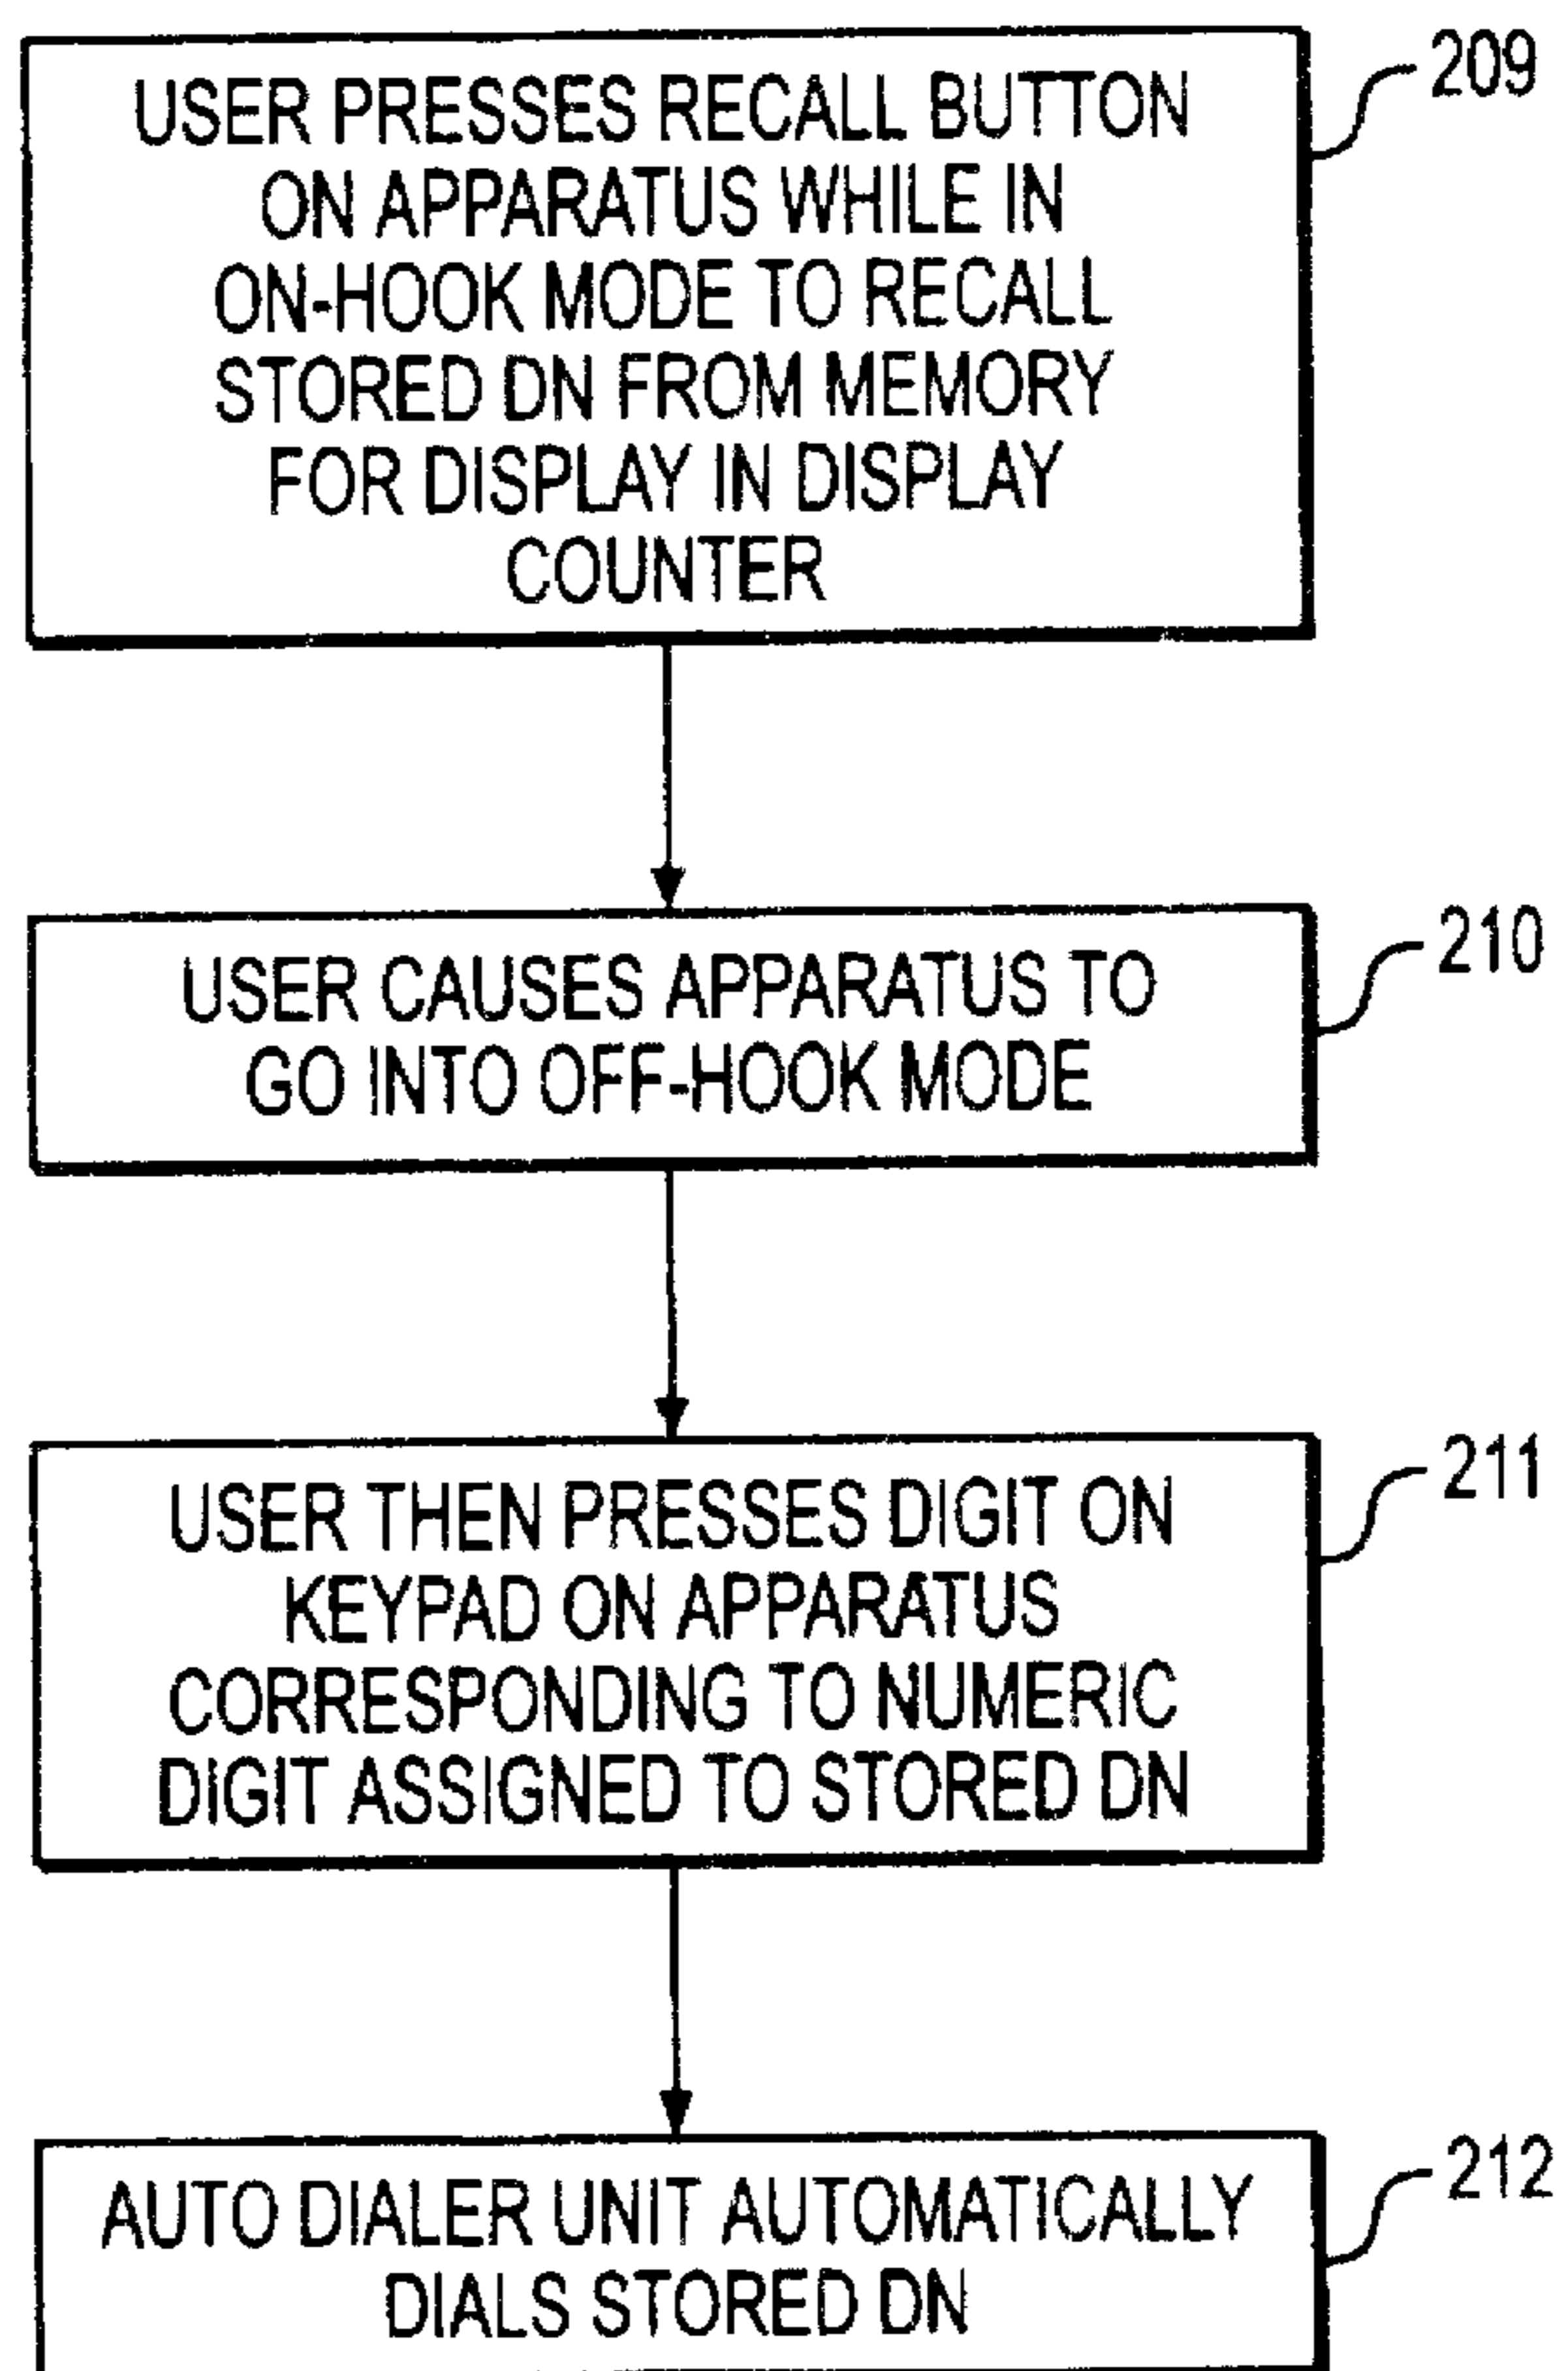 USER PRESSES RECALL BUTTON
ON APPARATUS WHILE IN
ON-HOOK MODE TO RECALL
STORED DN FROM MEMORY
FOR DISPLAY IN DISPLAY
COUNTER
209
USER CAUSES APPARATUS TO
GO INTO OFF-HOOK MODE
210
USER THEN PRESSES DIGIT ON
KEYPAD ON APPARATUS
CORRESPONDING TO NUMERIC
DIGIT ASSIGNED TO STORED DN
211
AUTO DIALER UNIT AUTOMATICALLY
DIALS STORED DN
212